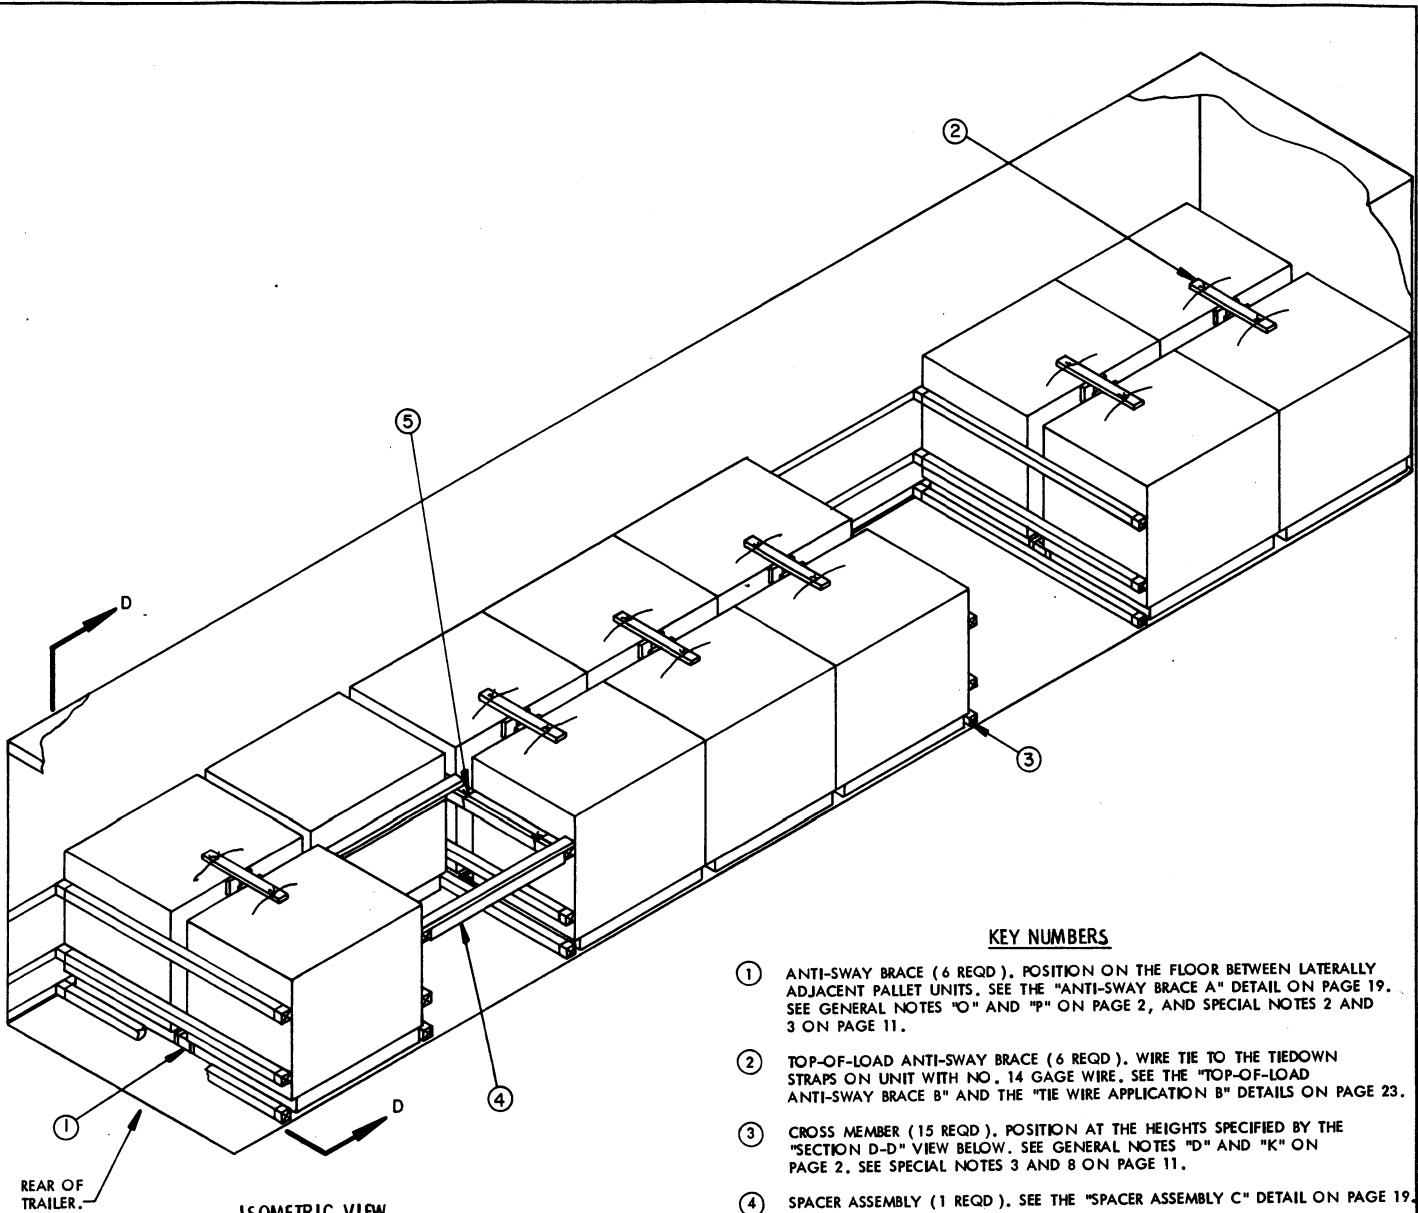 ②
⑤
D
③
④
D
①
REAR OF
TRAILER.
ISOMETRIC VIEW
KEY NUMBERS
① ANTI-SWAY BRACE (6 REQD). POSITION ON THE FLOOR BETWEEN LATERALLY
ADJACENT PALLET UNITS. SEE THE "ANTI-SWAY BRACE A" DETAIL ON PAGE 19.
SEE GENERAL NOTES "O" AND "P" ON PAGE 2, AND SPECIAL NOTES 2 AND
3 ON PAGE 11.
② TOP-OF-LOAD ANTI-SWAY BRACE (6 REQD). WIRE TIE TO THE TIEDOWN
STRAPS ON UNIT WITH NO. 14 GAGE WIRE. SEE THE "TOP-OF-LOAD
ANTI-SWAY BRACE B" AND THE "TIE WIRE APPLICATION B" DETAILS ON PAGE 23.
③ CROSS MEMBER (15 REQD). POSITION AT THE HEIGHTS SPECIFIED BY THE
"SECTION D-D" VIEW BELOW. SEE GENERAL NOTES "D" AND "K" ON
PAGE 2. SEE SPECIAL NOTES 3 AND 8 ON PAGE 11.
④ SPACER ASSEMBLY (1 REQD). SEE THE "SPACER ASSEMBLY C" DETAIL ON PAGE 19.